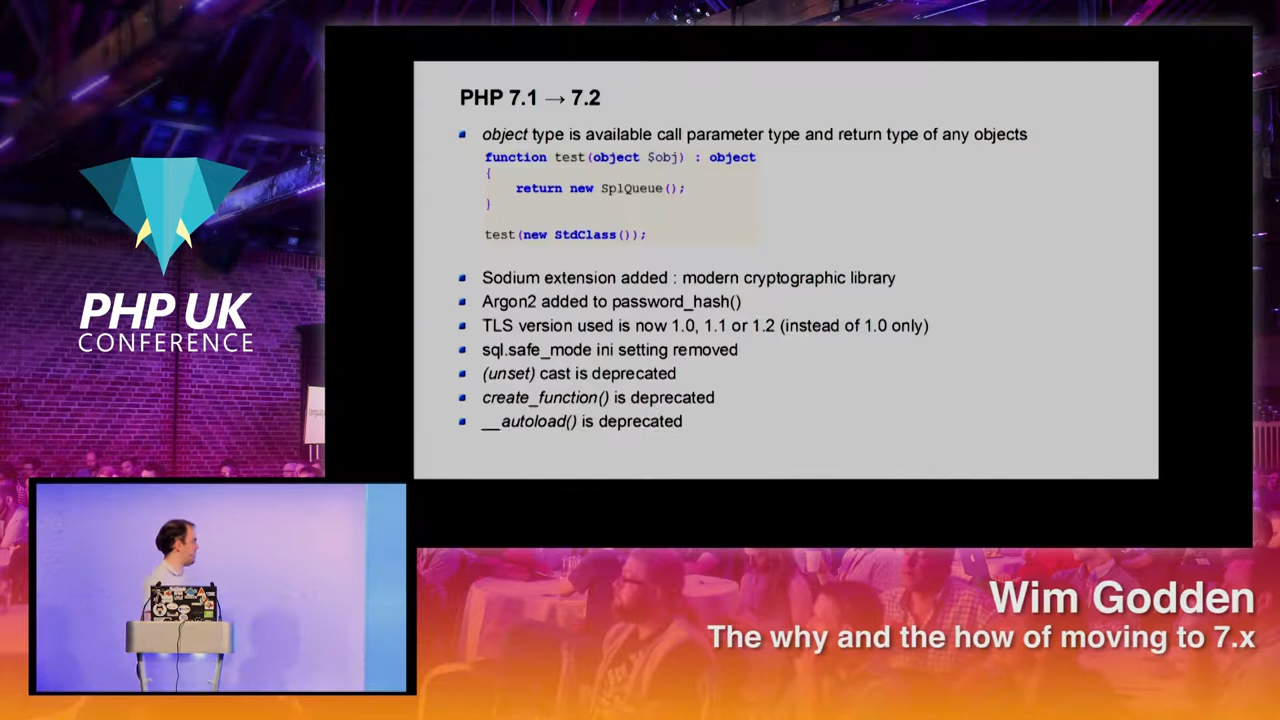 PHP 7.1 → 7.2
object type is available call parameter type and return type of any objects
function test(object $obj) : object
{
return new SplQueue();
}
test(new StdClass());
Sodium extension added : modern cryptographic library
Argon2 added to password_hash()
TLS version used is now 1.0, 1.1 or 1.2 (instead of 1.0 only)
sql.safe_mode ini setting removed
(unset) cast is deprecated
create_function() is deprecated
__autoload() is deprecated
PHP UK
CONFERENCE
Wim Godden
The why and the how of moving to 7.x